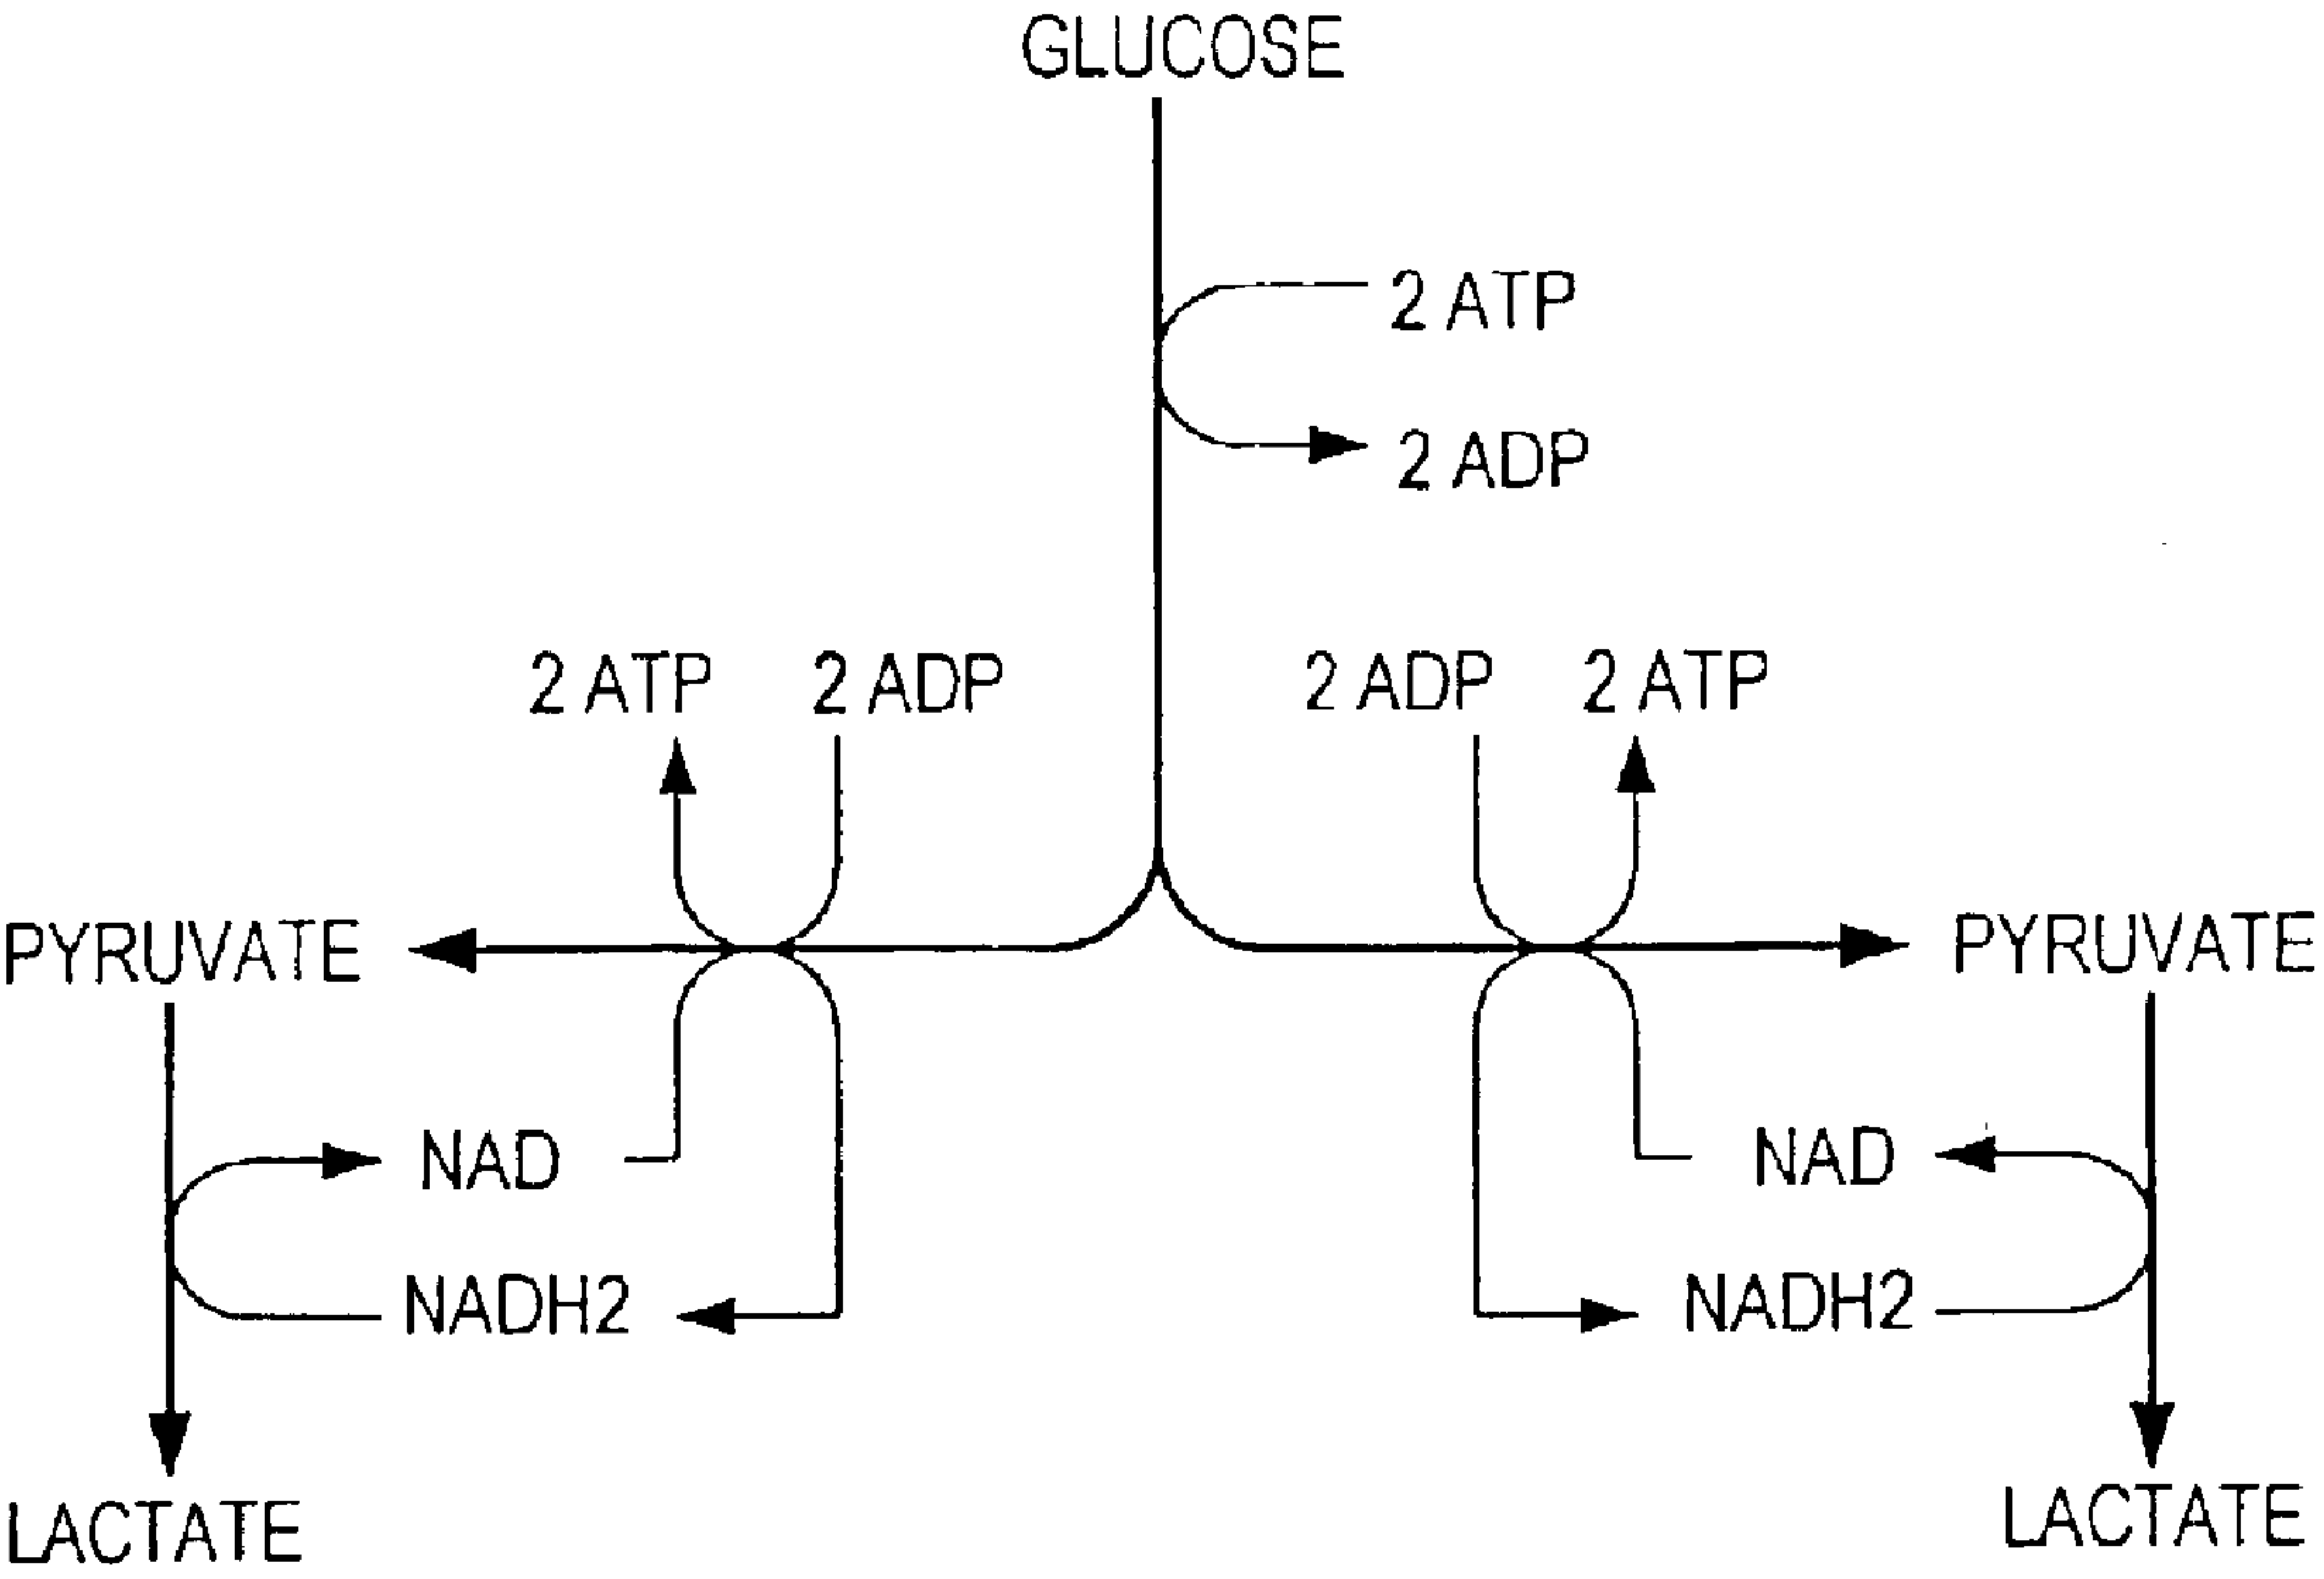 GLUCOSE
2 ATP
2 ADP
2 ATP 2 ADP 2 ADP 2 ATP
PYRUVATE PYRUVATE
NAD NAD
NADH2 NADH2
LACTATE LACTATE